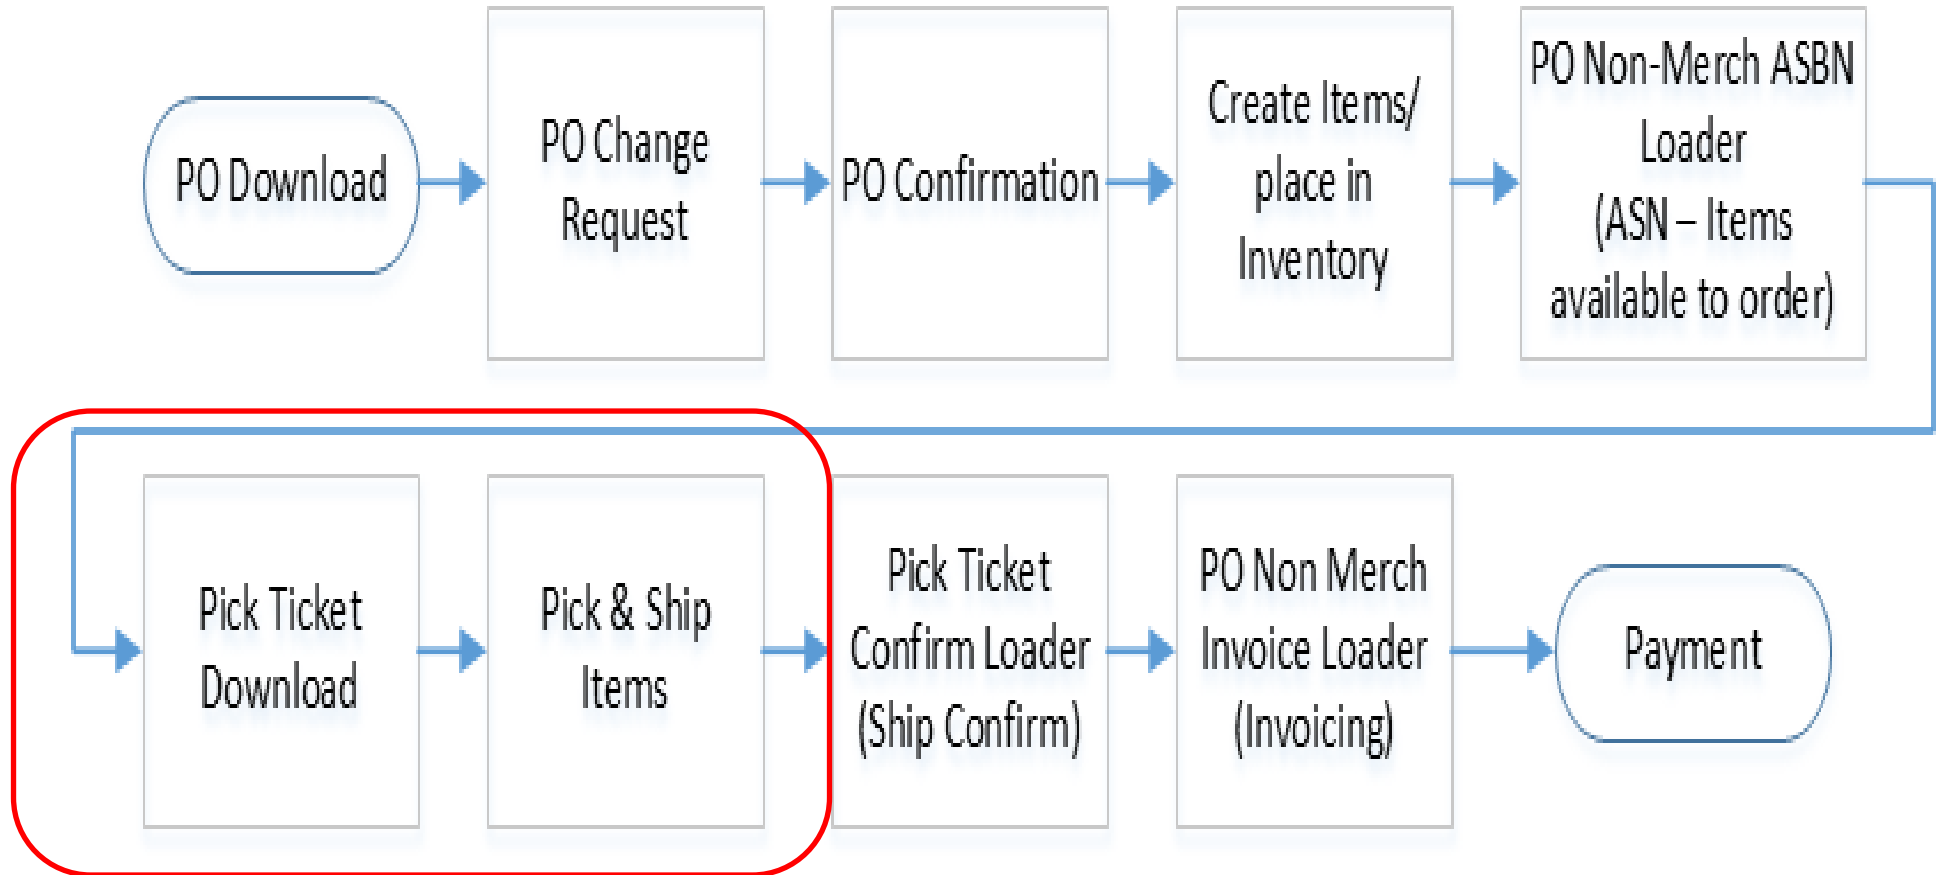 PO Download
PO Change
Request
PO Confirmation
Create Items/
place in
Inventory
PO Non-Merch ASBN
Loader
(ASN – Items
available to order)
Pick Ticket
Download
Pick & Ship
Items
Pick Ticket
Confirm Loader
(Ship Confirm)
PO Non Merch
Invoice Loader
(Invoicing)
Payment